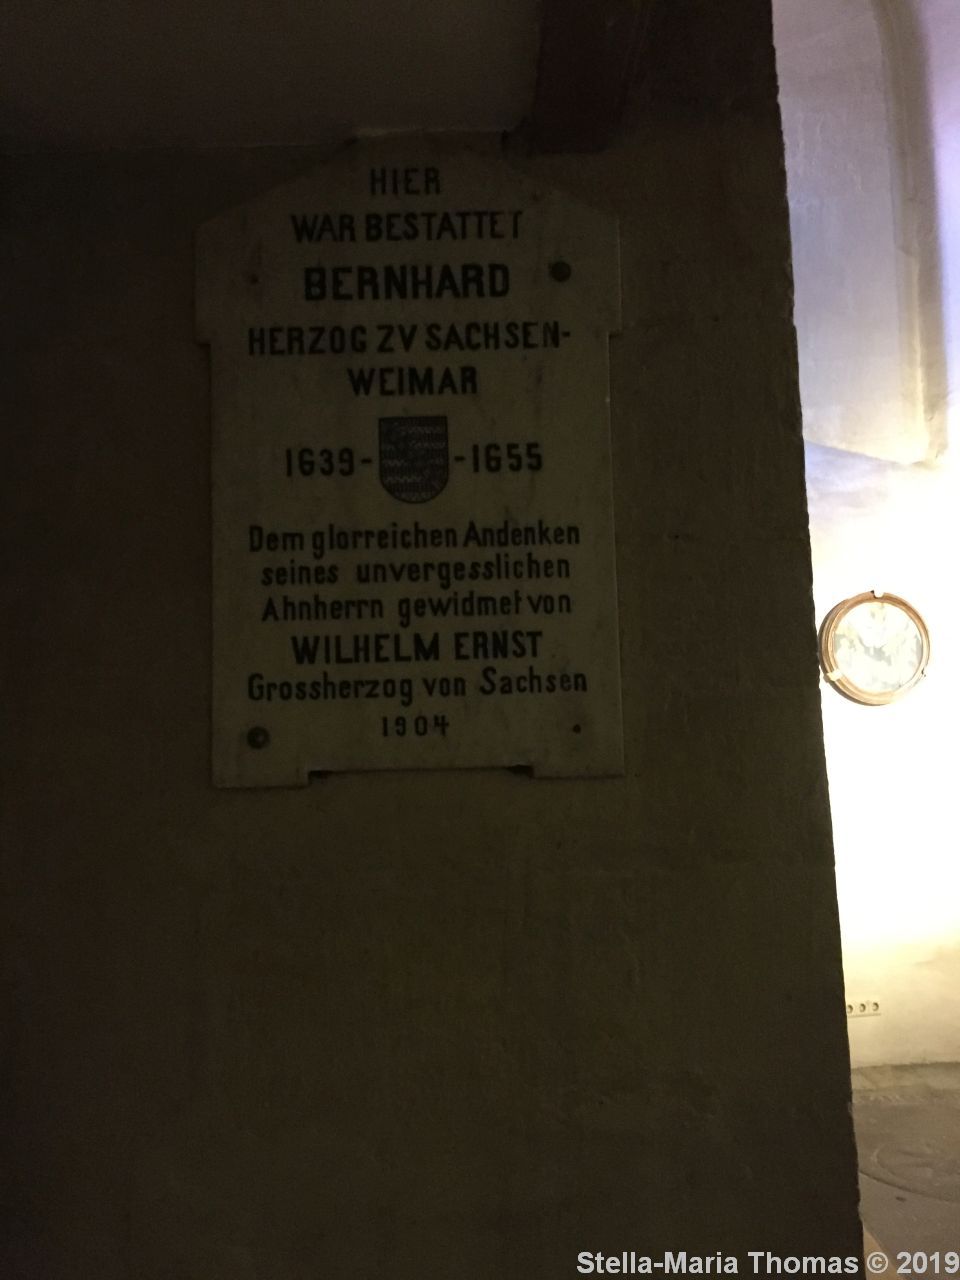 HIER
WAR BESTATTET
BERNHARD
HERZOG ZV SACHSEN-
WEIMAR
1639- -1655
Dem glorreichen Andenken
seines unvergesslichen
Ahnherrn gewidmet von
WILHELM ERNST
Grossherzog von Sachsen
1904
Stella-Maria Thomas © 2019